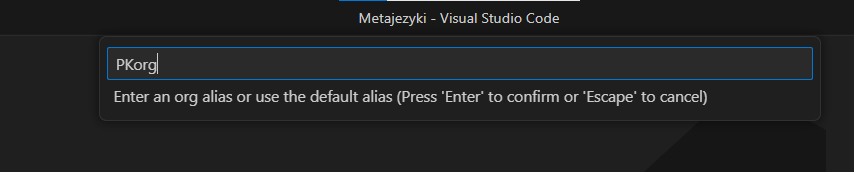 Metajezyki - Visual Studio Code
PKorg
Enter an org alias or use the default alias (Press 'Enter' to confirm or 'Escape' to cancel)